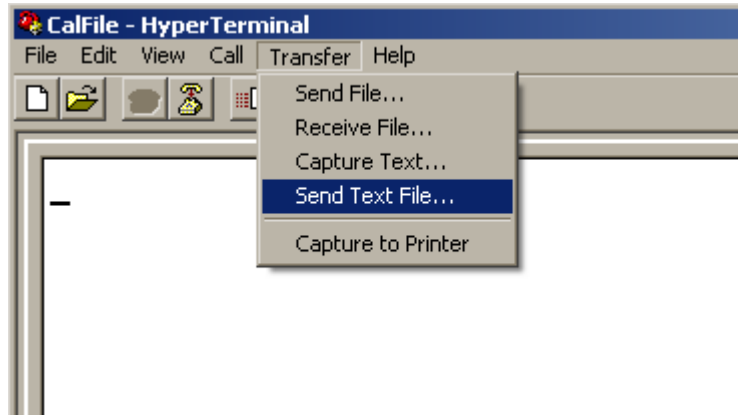 CalFile - HyperTerminal
File Edit View Call Transfer Help
Send File...
Receive File...
Capture Text...
Send Text File...
Capture to Printer